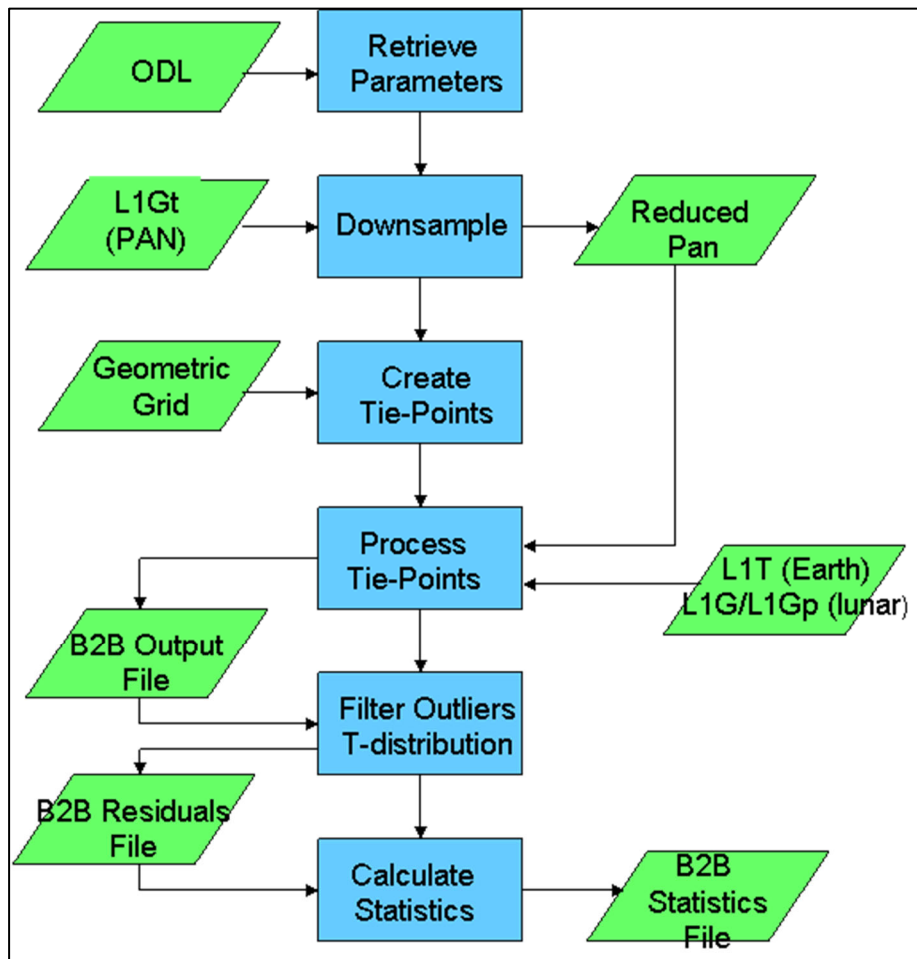 ODL
Retrieve
Parameters
L1Gt
(PAN)
Downsample
Reduced
Pan
Geometric
Grid
Create
Tie-Points
Process
Tie-Points
L1T (Earth)
L1G/L1Gp (lunar)
B2B Output
File
Filter Outliers
T-distribution
B2B Residuals
File
Calculate
Statistics
B2B
Statistics
File